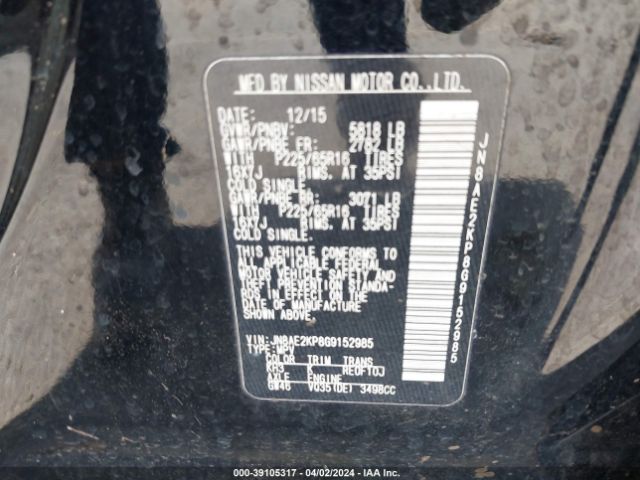 MFD BY NISSAN MOTOR CO.,LTD.
DATE: 12/15
GVWR/PNBV: 5818 LB
GAWR/PNBE FR: 2762 LB
WITH P225/65R16 TIRES
16X7J RIMS. AT 35PSI
COLD SINGLE.
GAWR/PNBE RR: 3071 LB
WITH P225/65R16 TIRES
16X7J RIMS. AT 35PSI
COLD SINGLE.
THIS VEHICLE CONFORMS TO
ALL APPLICABLE FEDERAL
MOTOR VEHICLE SAFETY AND
THEFT PREVENTION STANDA-
RDS IN EFFECT ON THE
DATE OF MANUFACTURE
SHOWN ABOVE.
VIN: JN8AE2KP8G9152985
TYPE: MPV
COLOR TRIM TRANS
KH3 K RE0FT0J
AXLE ENGINE
GW46 VQ35(DE) 3498CC
JN8AE2KP8G9152985
000-39105317 - 04/02/2024 - IAA Inc.